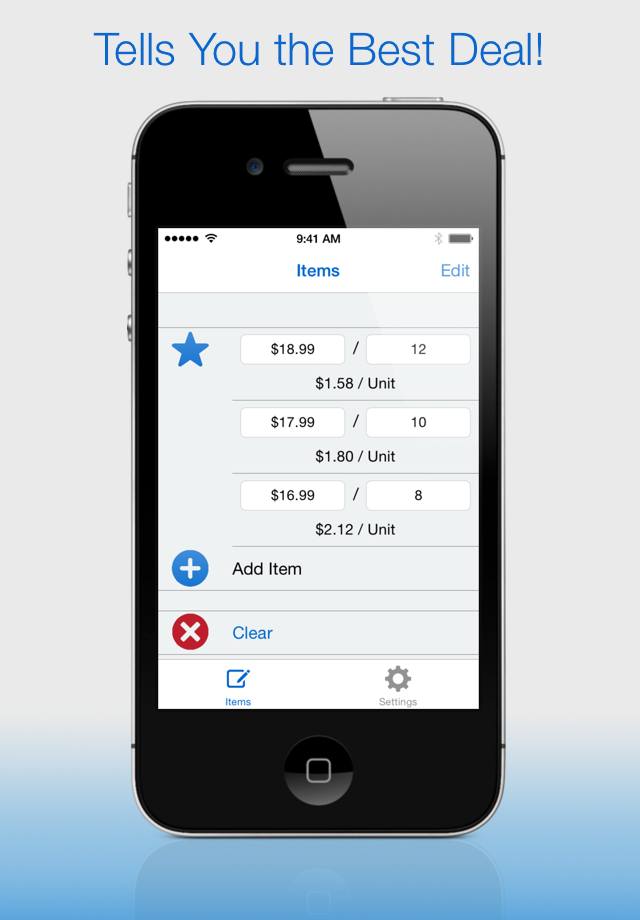 Tells You the Best Deal!
9:41 AM
Items Edit
$18.99 / 12
$1.58 / Unit
$17.99 / 10
$1.80 / Unit
$16.99 / 8
$2.12 / Unit
Add Item
Clear
Items Settings